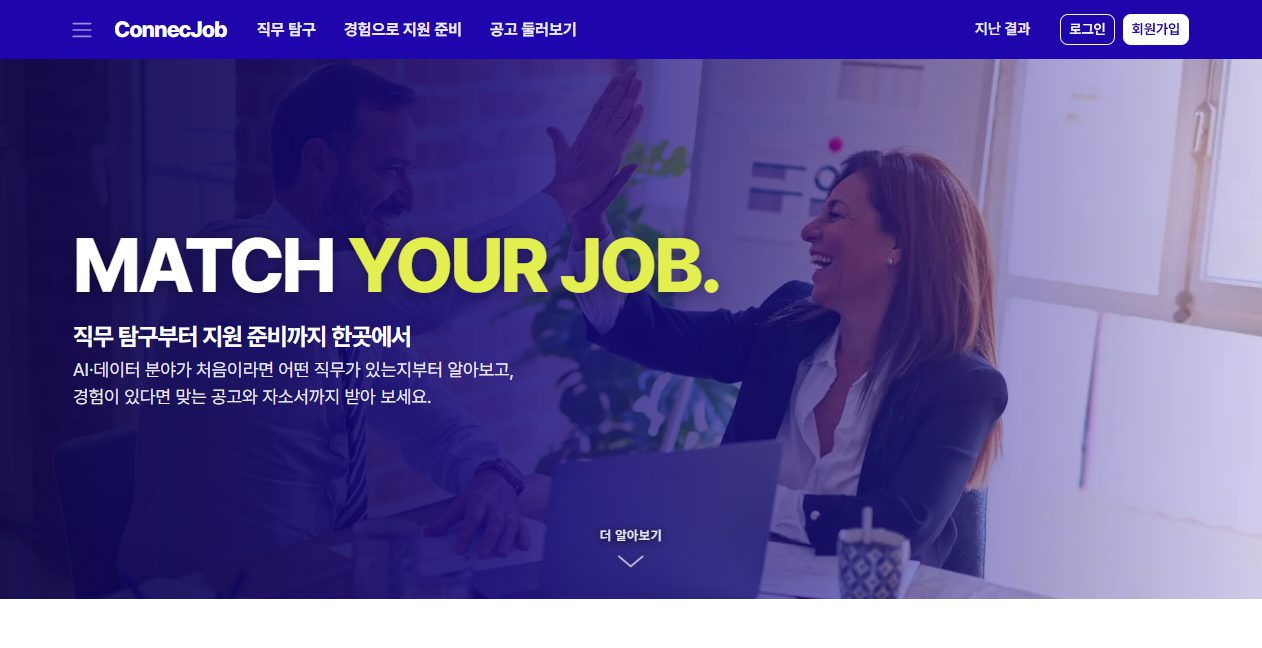 ConnecJob 직무 탐구 경험으로 지원 준비 공고 둘러보기 지난 결과 로그인 회원가입
MATCH YOUR JOB.
직무 탐구부터 지원 준비까지 한곳에서
AI·데이터 분야가 처음이라면 어떤 직무가 있는지부터 알아보고,
경험이 있다면 맞는 공고와 자소서까지 받아 보세요.
더 알아보기